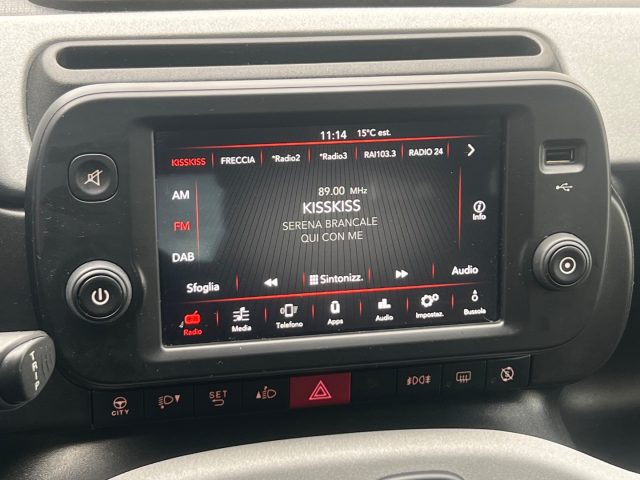 11:14 15°C est.
KISSKISS FRECCIA *Radio2 *Radio3 RAI103.3 RADIO 24
AM
89.00 MHz
KISSKISS
FM
SERENA BRANCALE
QUI CON ME
Info
DAB
Sfoglia Sintonizz. Audio
Radio Media Telefono Apps Audio Impostaz. Bussola
TRIP
CITY SET